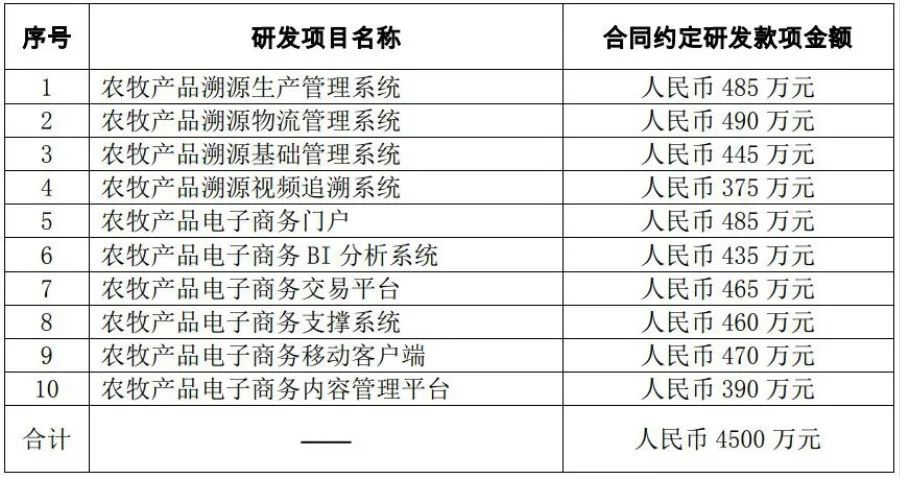 序号 研发项目名称 合同约定研发款项金额
1 农牧产品溯源生产管理系统 人民币 485 万元
2 农牧产品溯源物流管理系统 人民币 490 万元
3 农牧产品溯源基础管理系统 人民币 445 万元
4 农牧产品溯源视频追溯系统 人民币 375 万元
5 农牧产品电子商务门户 人民币 485 万元
6 农牧产品电子商务 BI 分析系统 人民币 435 万元
7 农牧产品电子商务交易平台 人民币 465 万元
8 农牧产品电子商务支撑系统 人民币 460 万元
9 农牧产品电子商务移动客户端 人民币 470 万元
10 农牧产品电子商务内容管理平台 人民币 390 万元
合计 —— 人民币 4500 万元